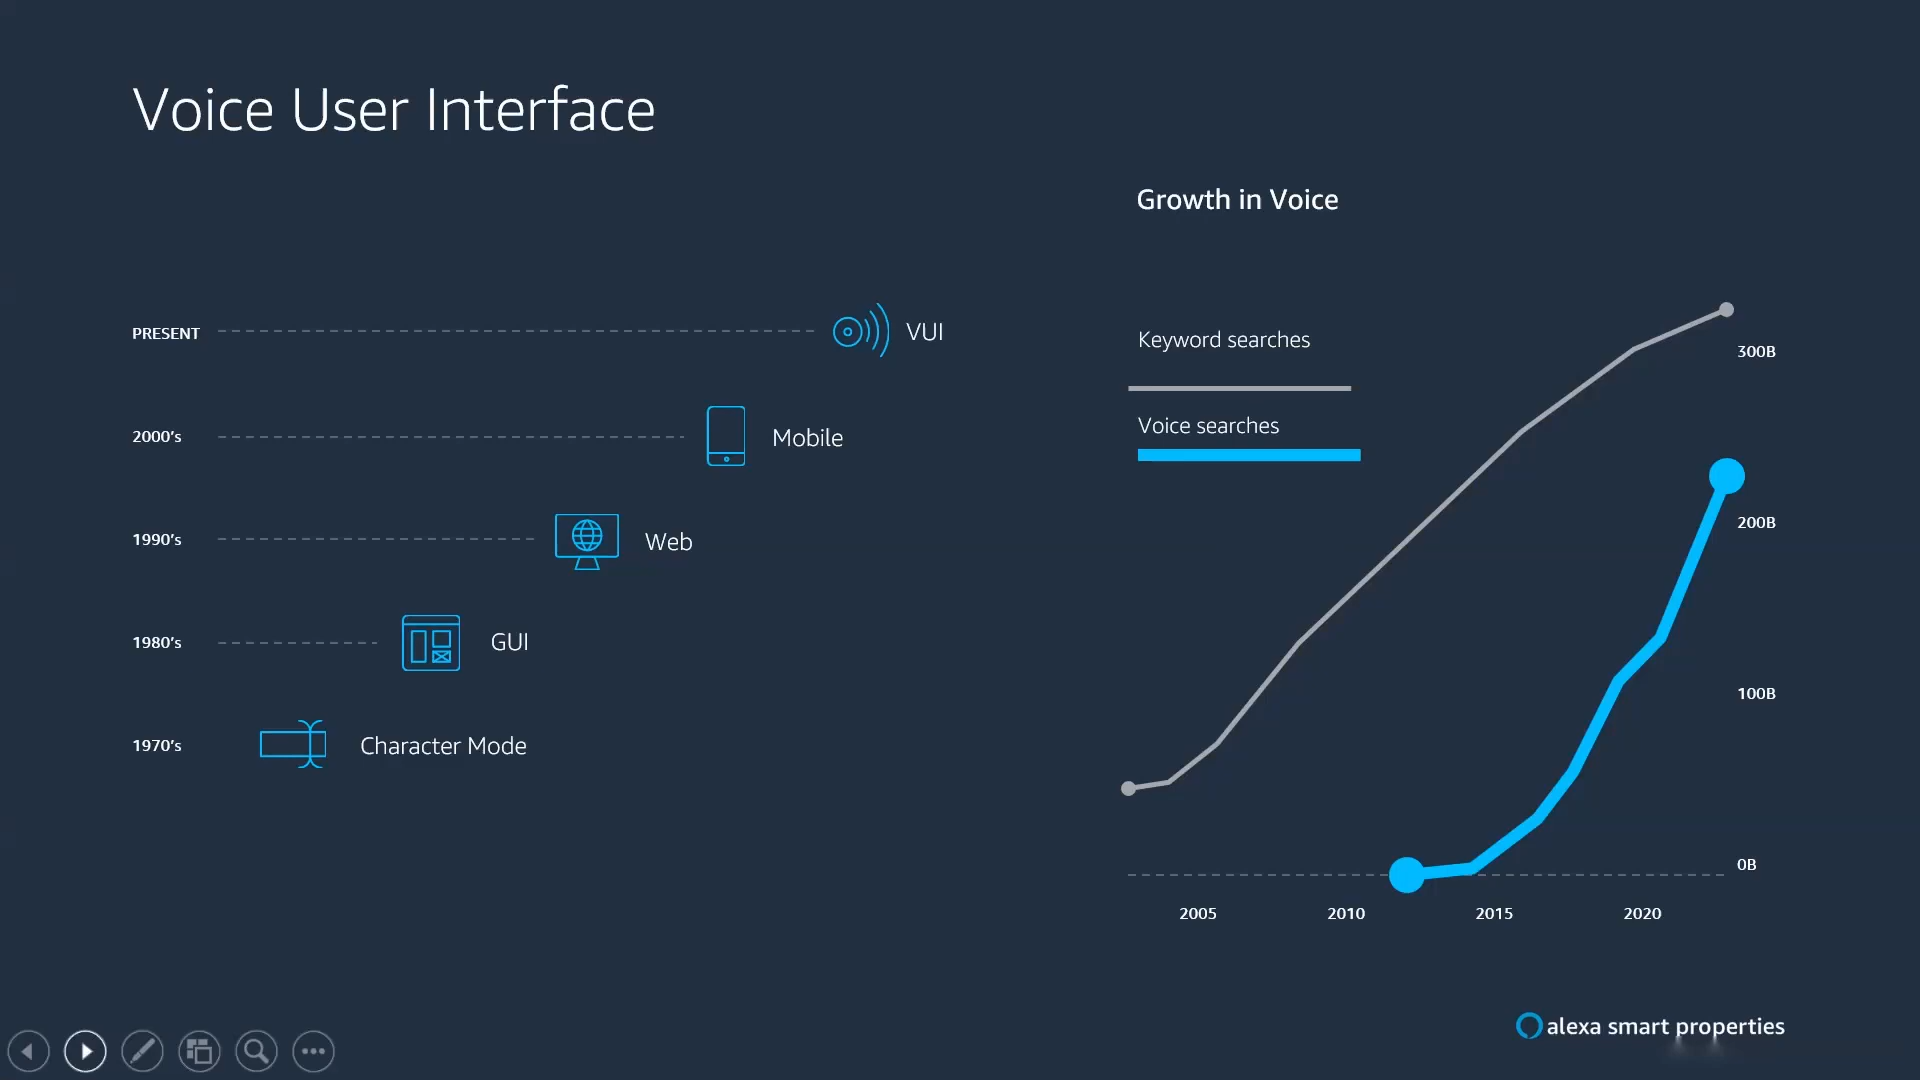 Voice User Interface
PRESENT
VUI
2000's
Mobile
1990's
Web
1980's
GUI
1970's
Character Mode
Growth in Voice
Keyword searches
Voice searches
300B
200B
100B
0B
2005
2010
2015
2020
alexa smart properties